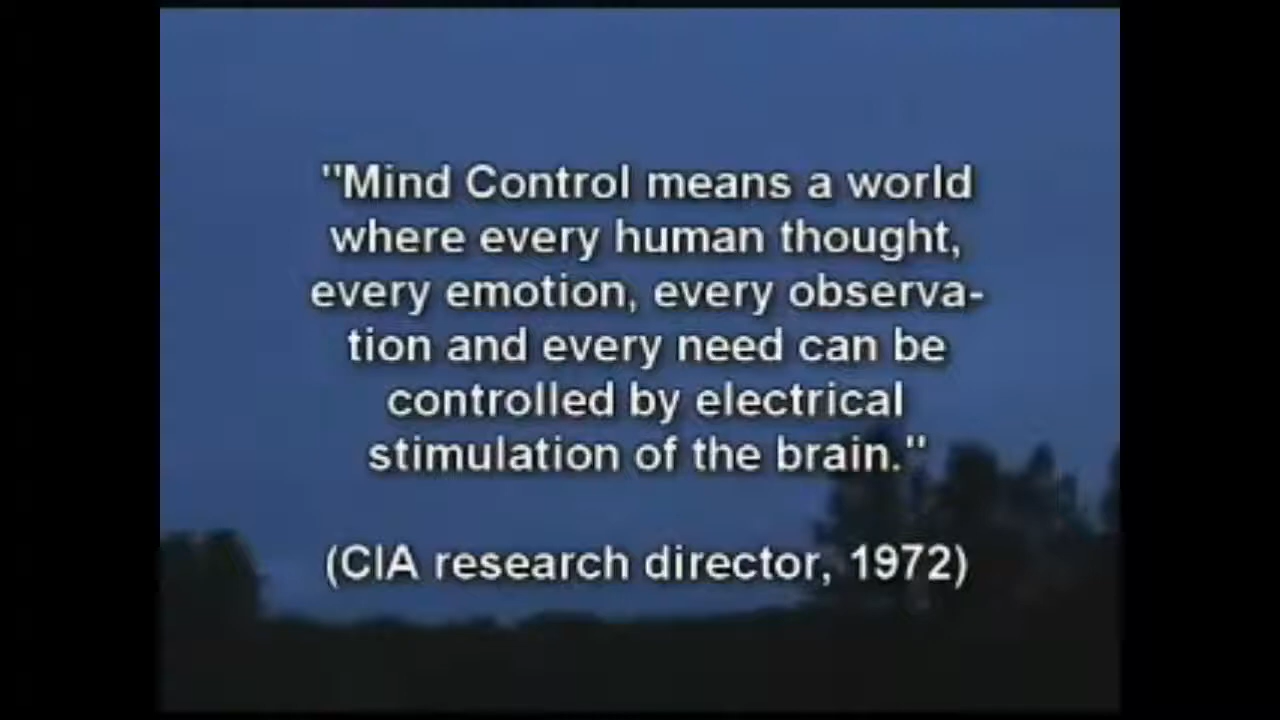 "Mind Control means a world
where every human thought,
every emotion, every observa-
tion and every need can be
controlled by electrical
stimulation of the brain."
(CIA research director, 1972)